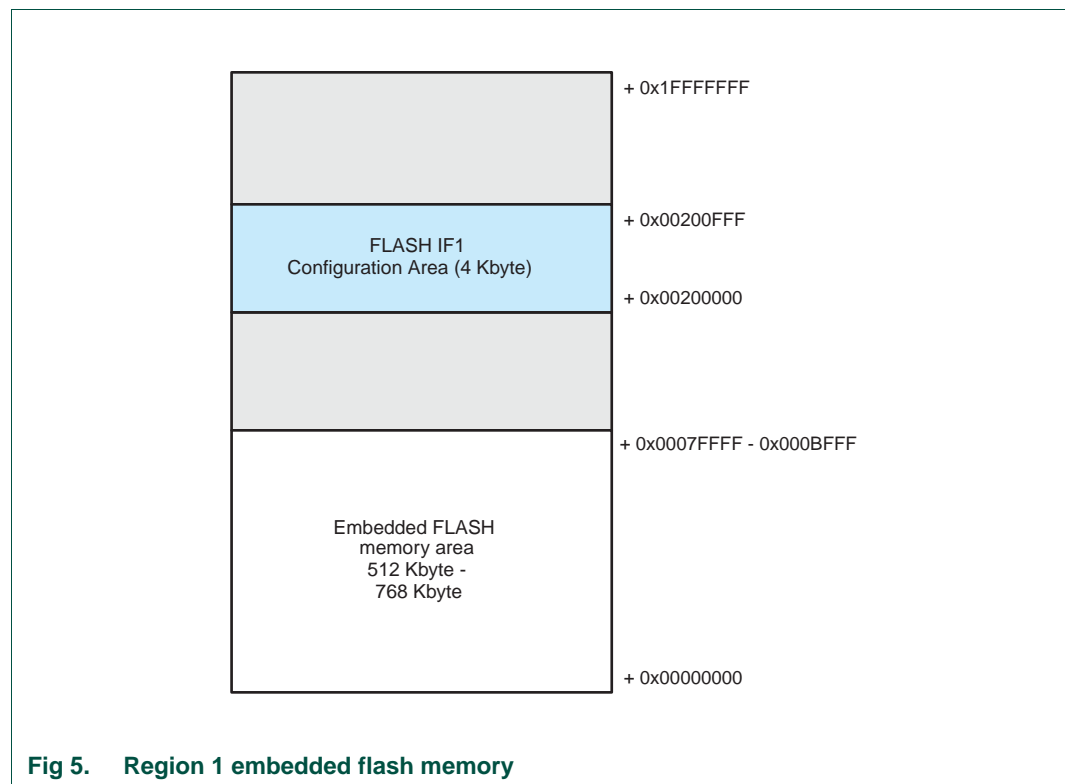 + 0x1FFFFFFF
+ 0x00200FFF
FLASH IF1
Configuration Area (4 Kbyte)
+ 0x00200000
+ 0x0007FFFF - 0x000BFFF
Embedded FLASH
memory area
512 Kbyte -
768 Kbyte
+ 0x00000000
Fig 5. Region 1 embedded flash memory